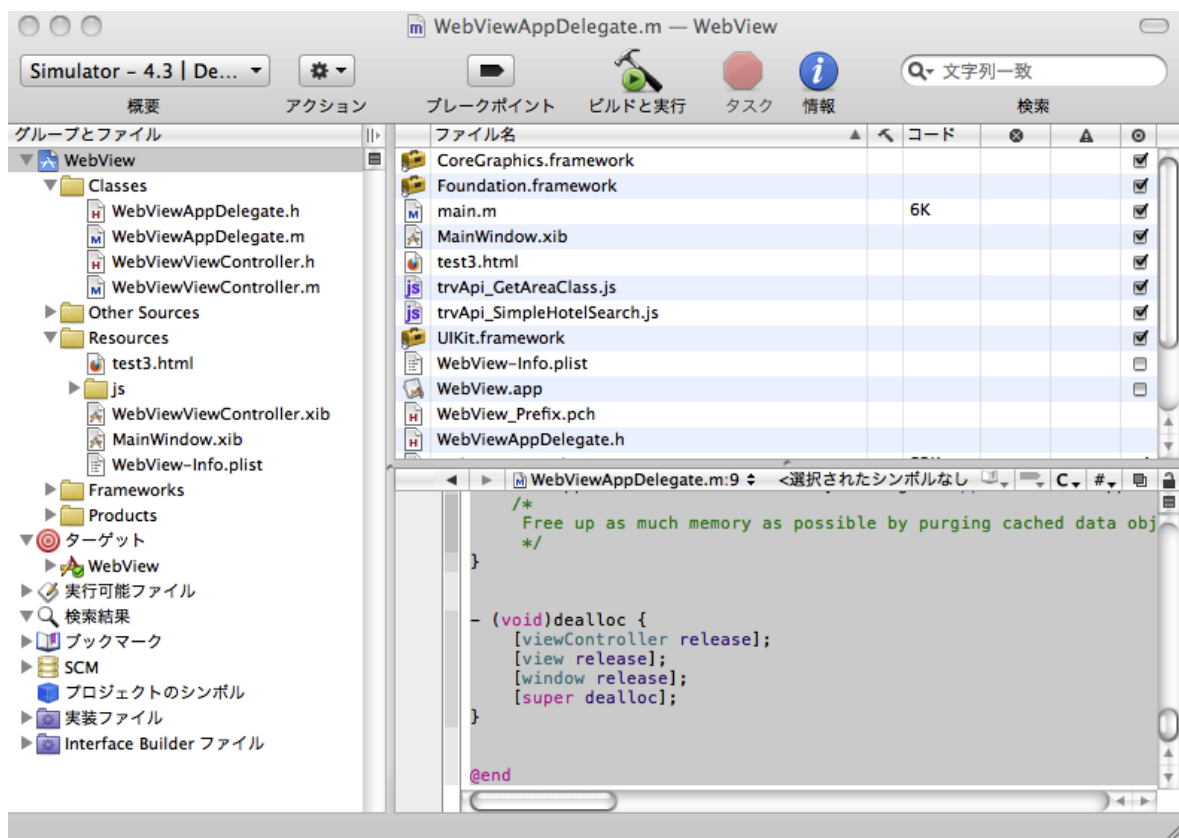 WebViewAppDelegate.m — WebView
Simulator – 4.3 | De...
文字列一致
概要
アクション
ブレークポイント
ビルドと実行
タスク
情報
検索
グループとファイル
WebView
Classes
WebViewAppDelegate.h
WebViewAppDelegate.m
WebViewViewController.h
WebViewViewController.m
Other Sources
Resources
test3.html
js
WebViewViewController.xib
MainWindow.xib
WebView-Info.plist
Frameworks
Products
ターゲット
WebView
実行可能ファイル
検索結果
ブックマーク
SCM
プロジェクトのシンボル
実装ファイル
Interface Builder ファイル
ファイル名
コード
CoreGraphics.framework
Foundation.framework
main.m
6K
MainWindow.xib
test3.html
trvApi_GetAreaClass.js
trvApi_SimpleHotelSearch.js
UIKit.framework
WebView-Info.plist
WebView.app
WebView_Prefix.pch
WebViewAppDelegate.h
WebViewAppDelegate.m:9
<選択されたシンボルなし
C
#
/*
Free up as much memory as possible by purging cached data obj
*/
}
- (void)dealloc {
[viewController release];
[view release];
[window release];
[super dealloc];
}
@end